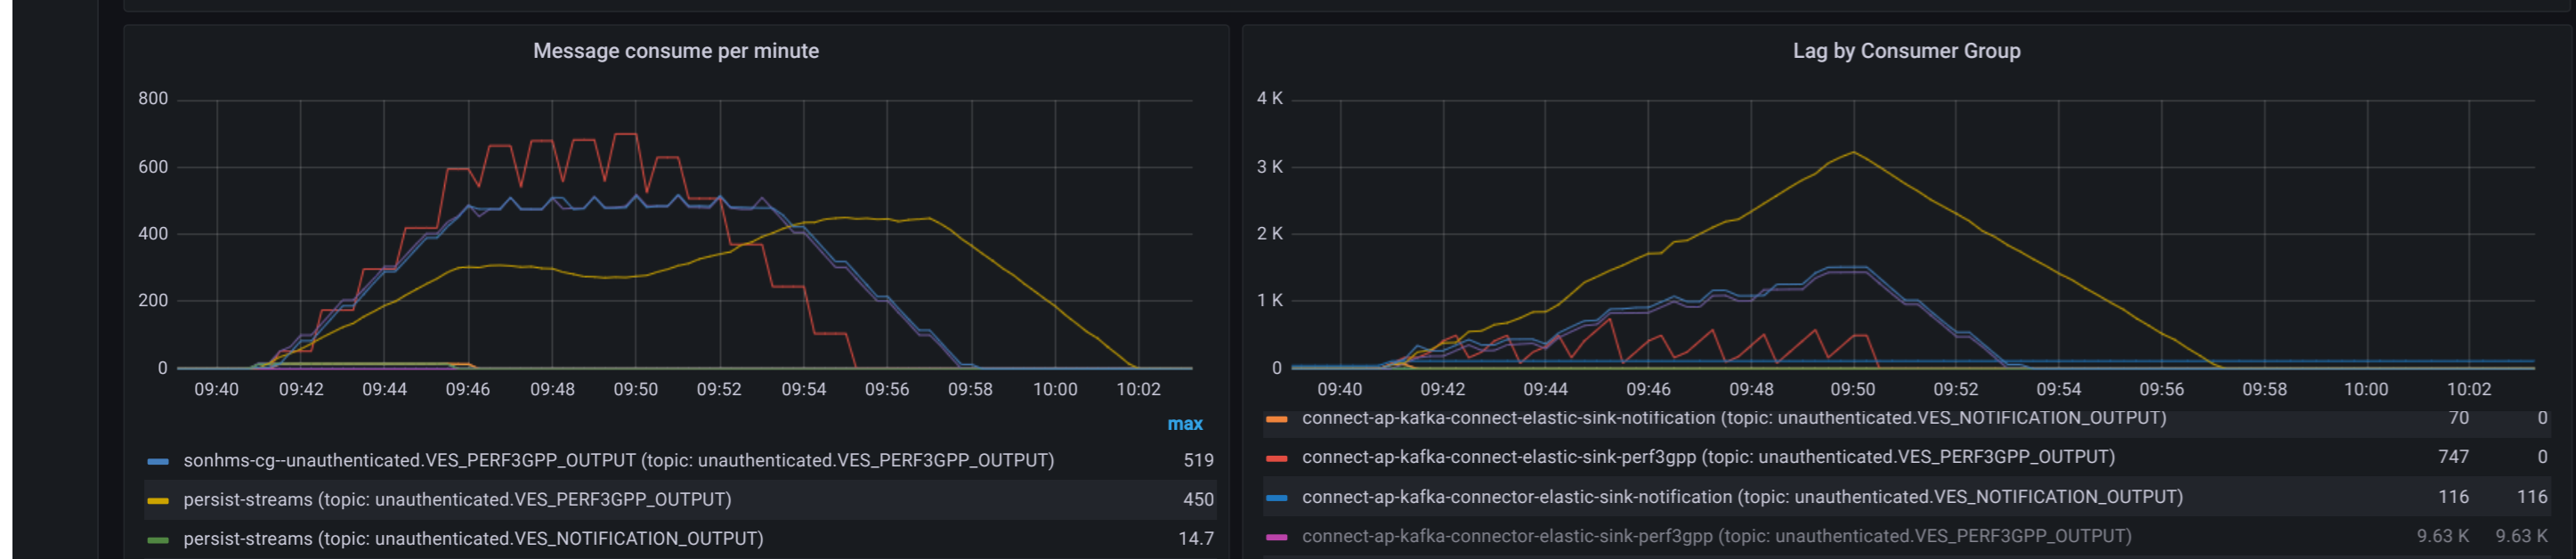 Message consume per minute
800
600
400
200
0
09:40 09:42 09:44 09:46 09:48 09:50 09:52 09:54 09:56 09:58 10:00 10:02
max
sonhms-cg--unauthenticated.VES_PERF3GPP_OUTPUT (topic: unauthenticated.VES_PERF3GPP_OUTPUT) 519
persist-streams (topic: unauthenticated.VES_PERF3GPP_OUTPUT) 450
persist-streams (topic: unauthenticated.VES_NOTIFICATION_OUTPUT) 14.7
Lag by Consumer Group
4 K
3 K
2 K
1 K
0
09:40 09:42 09:44 09:46 09:48 09:50 09:52 09:54 09:56 09:58 10:00 10:02
connect-ap-kafka-connect-elastic-sink-notification (topic: unauthenticated.VES_NOTIFICATION_OUTPUT) 70 0
connect-ap-kafka-connect-elastic-sink-perf3gpp (topic: unauthenticated.VES_PERF3GPP_OUTPUT) 747 0
connect-ap-kafka-connector-elastic-sink-notification (topic: unauthenticated.VES_NOTIFICATION_OUTPUT) 116 116
connect-ap-kafka-connector-elastic-sink-perf3gpp (topic: unauthenticated.VES_PERF3GPP_OUTPUT) 9.63 K 9.63 K